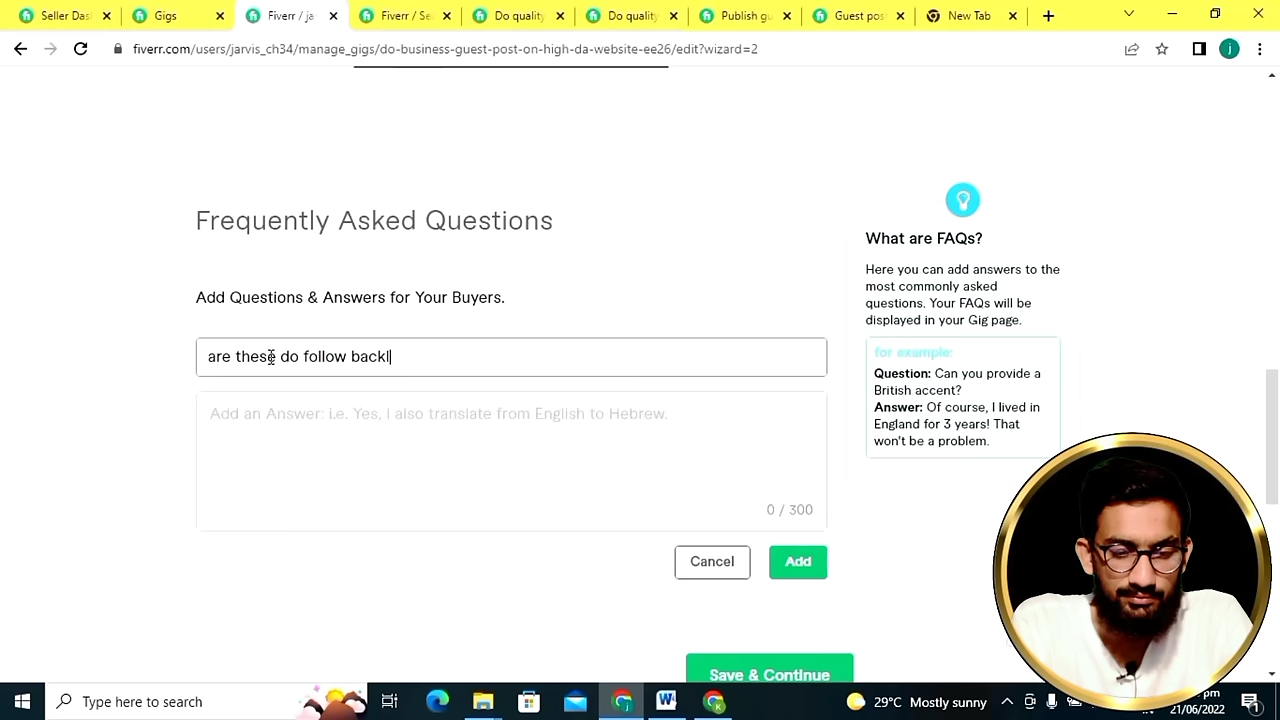 Seller Das
Gigs
Fiverr / ja
Fiverr / Se
Do quality
Do quality
Publish gu
Guest pos
New Tab
fiverr.com/users/jarvis_ch34/manage_gigs/do-business-guest-post-on-high-da-website-ee26/edit?wizard=2
j
Frequently Asked Questions
Add Questions & Answers for Your Buyers.
are these do follow backl
Add an Answer: i.e. Yes, I also translate from English to Hebrew.
0 / 300
Cancel
Add
Save & Continue
What are FAQs?
Here you can add answers to the
most commonly asked
questions. Your FAQs will be
displayed in your Gig page.
for example:
Question: Can you provide a
British accent?
Answer: Of course, I lived in
England for 3 years! That
won't be a problem.
Type here to search
29°C Mostly sunny
pm
21/06/2022
1